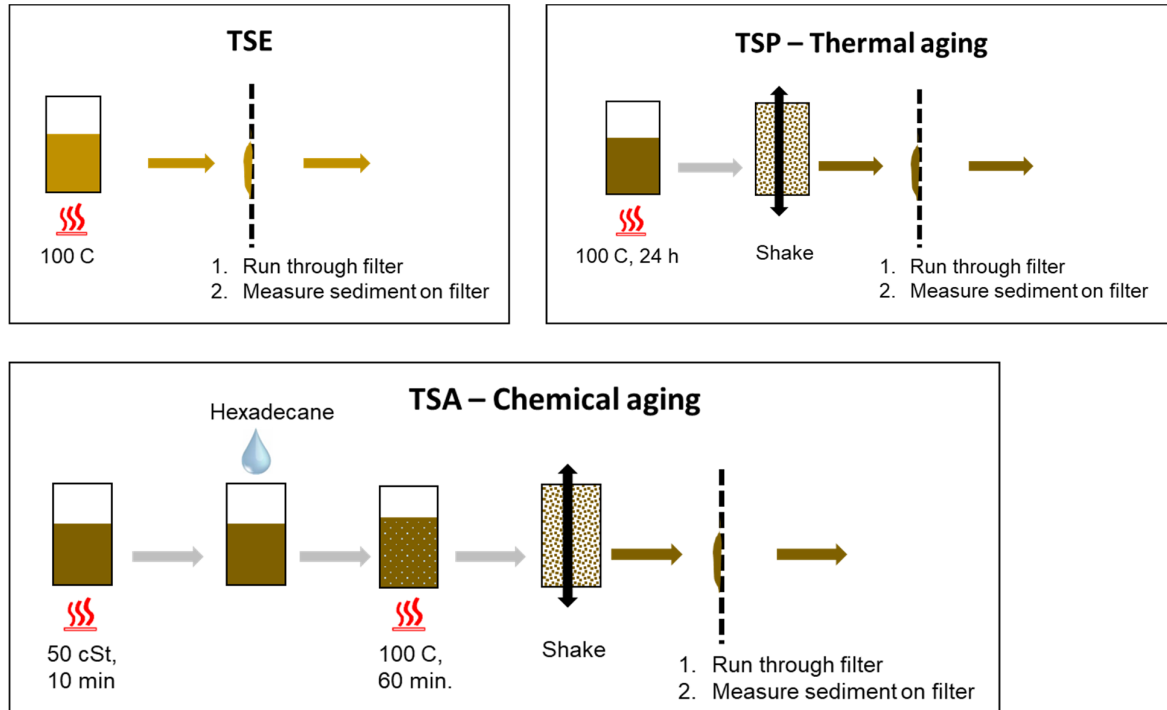 TSE
100 C
1. Run through filter
2. Measure sediment on filter
TSP – Thermal aging
100 C, 24 h
Shake
1. Run through filter
2. Measure sediment on filter
TSA – Chemical aging
Hexadecane
50 cSt,
10 min
100 C,
60 min.
Shake
1. Run through filter
2. Measure sediment on filter